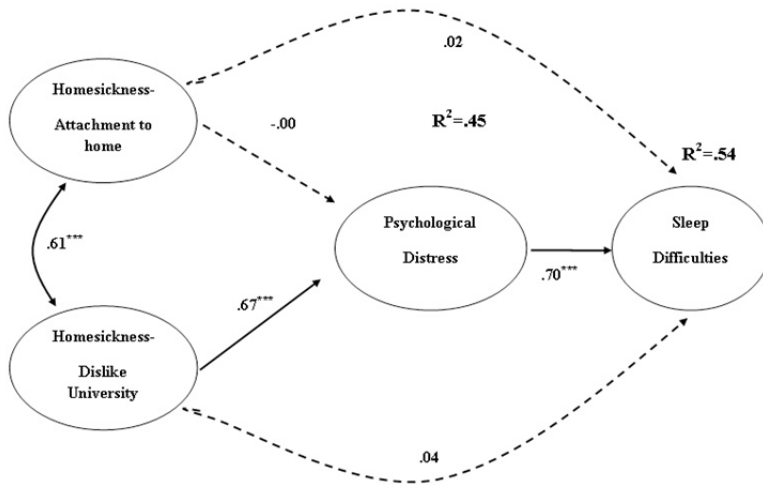 .02
Homesickness-
Attachment to
home
-.00
R²=.45
R²=.54
Psychological
Distress
Sleep
Difficulties
.61***
.67***
.70***
Homesickness-
Dislike
University
.04